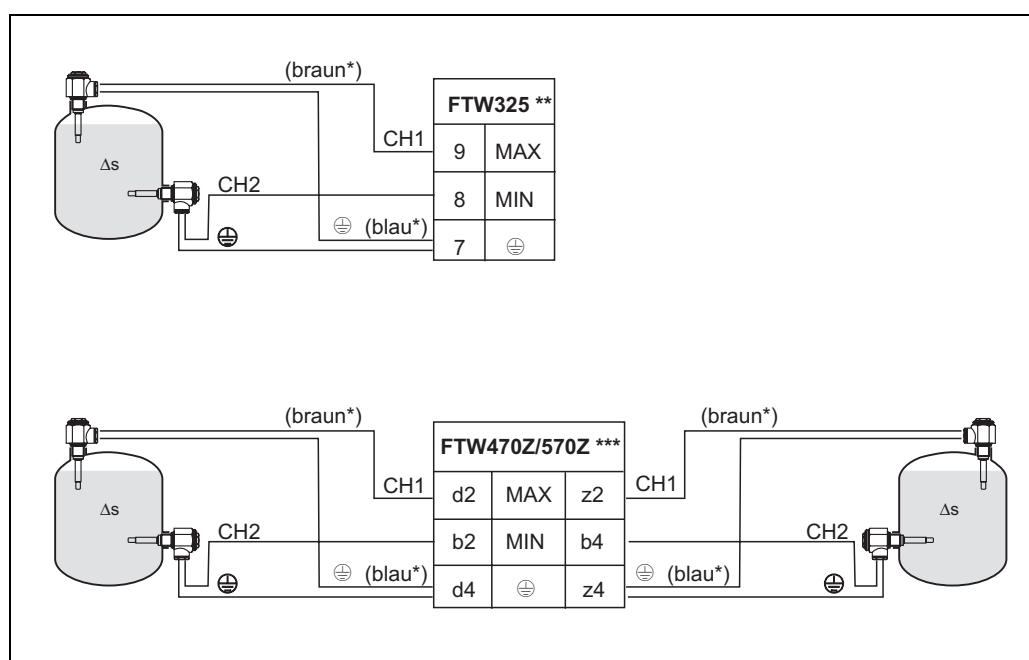 (braun*)
FTW325 **
CH1
9 MAX
Δs
CH2
8 MIN
(blau*)
7
(braun*)
(braun*)
FTW470Z/570Z ***
CH1
d2 MAX z2
CH1
Δs
Δs
CH2
b2 MIN b4
CH2
(blau*)
(blau*)
d4 z4